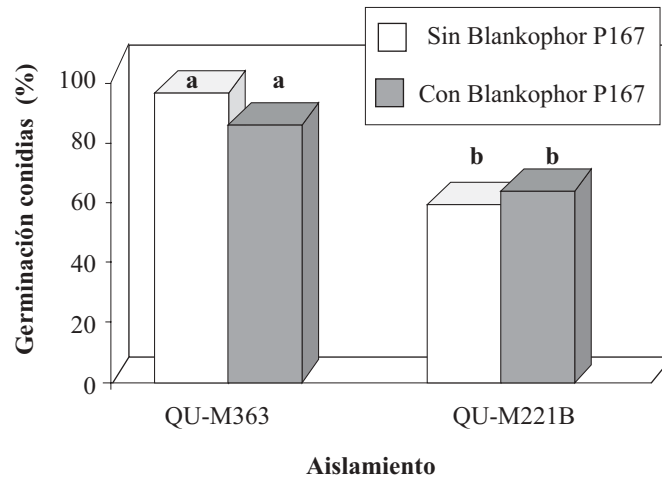 Sin Blankophor P167
Con Blankophor P167
Germinación conidias (%)
100
80
60
40
20
0
a
a
b
b
QU-M363
QU-M221B
Aislamiento